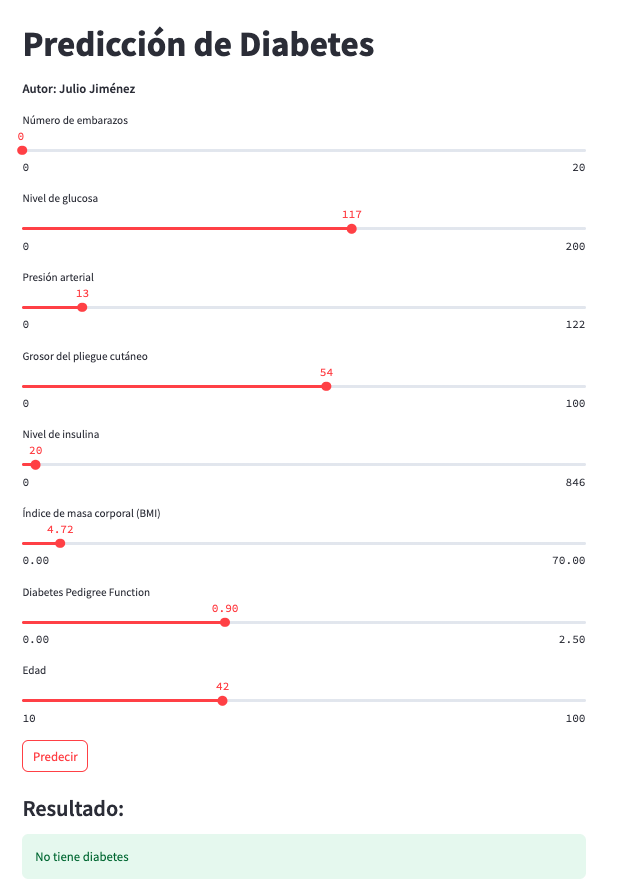 Predicción de Diabetes
Autor: Julio Jiménez
Número de embarazos
0
0 20
Nivel de glucosa
117
0 200
Presión arterial
13
0 122
Grosor del pliegue cutáneo
54
0 100
Nivel de insulina
20
0 846
Índice de masa corporal (BMI)
4.72
0.00 70.00
Diabetes Pedigree Function
0.90
0.00 2.50
Edad
42
10 100
Predecir
Resultado:
No tiene diabetes